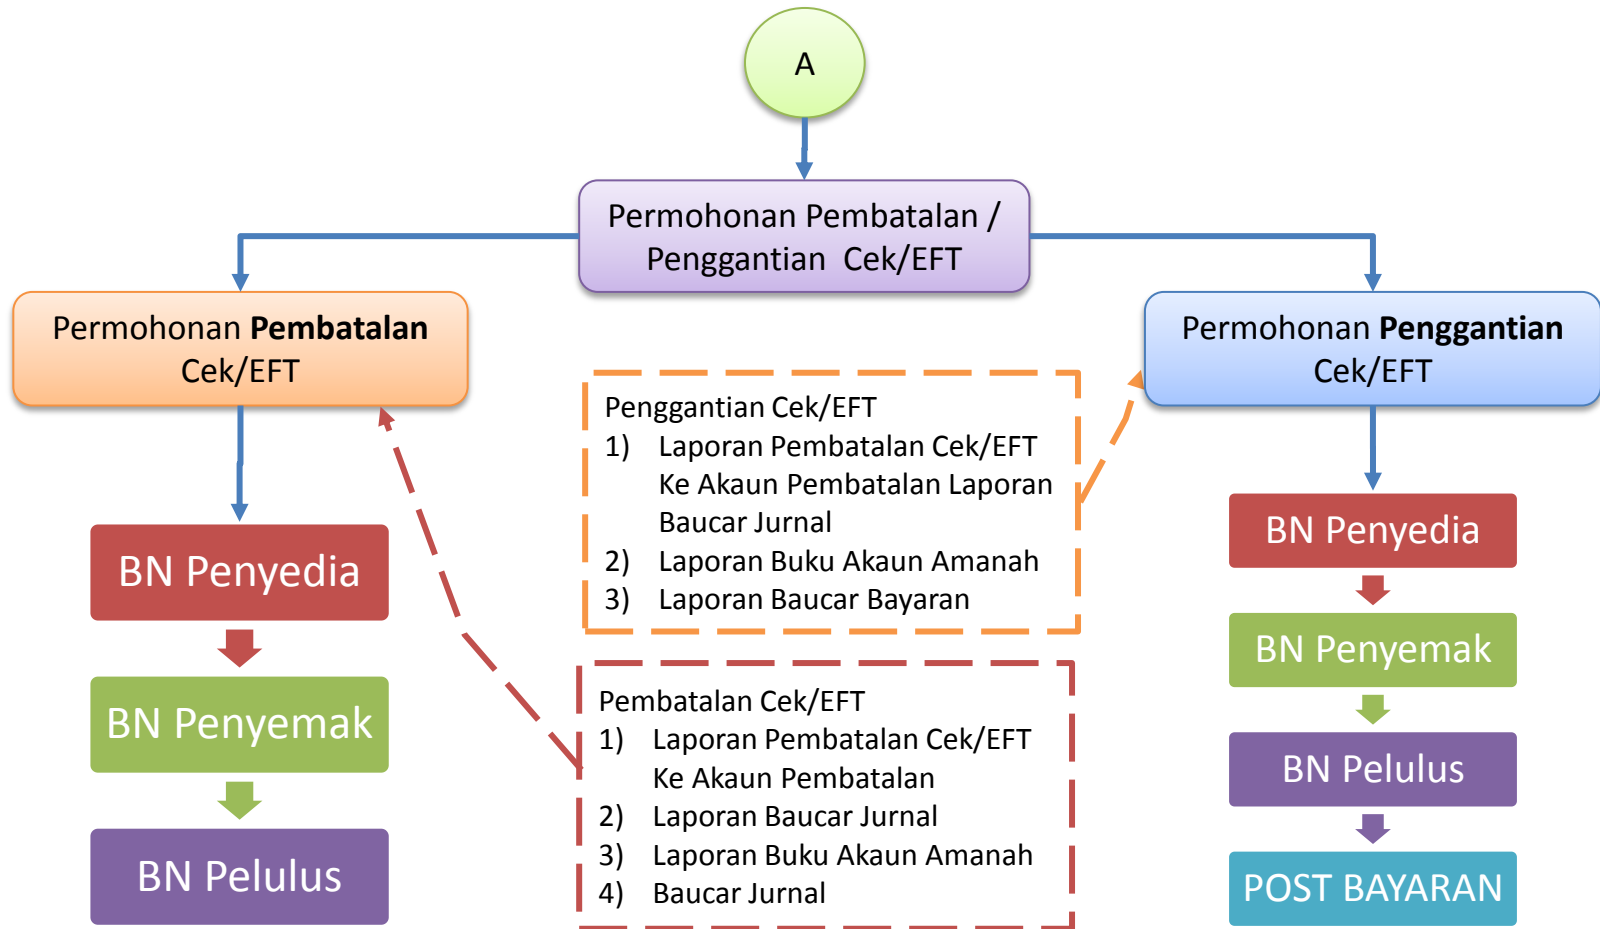 A
Permohonan Pembatalan /
Penggantian Cek/EFT
Permohonan Pembatalan
Cek/EFT
Permohonan Penggantian
Cek/EFT
Penggantian Cek/EFT
1) Laporan Pembatalan Cek/EFT
Ke Akaun Pembatalan Laporan
Baucar Jurnal
2) Laporan Buku Akaun Amanah
3) Laporan Baucar Bayaran
Pembatalan Cek/EFT
1) Laporan Pembatalan Cek/EFT
Ke Akaun Pembatalan
2) Laporan Baucar Jurnal
3) Laporan Buku Akaun Amanah
4) Baucar Jurnal
BN Penyedia
BN Penyemak
BN Pelulus
BN Penyedia
BN Penyemak
BN Pelulus
POST BAYARAN